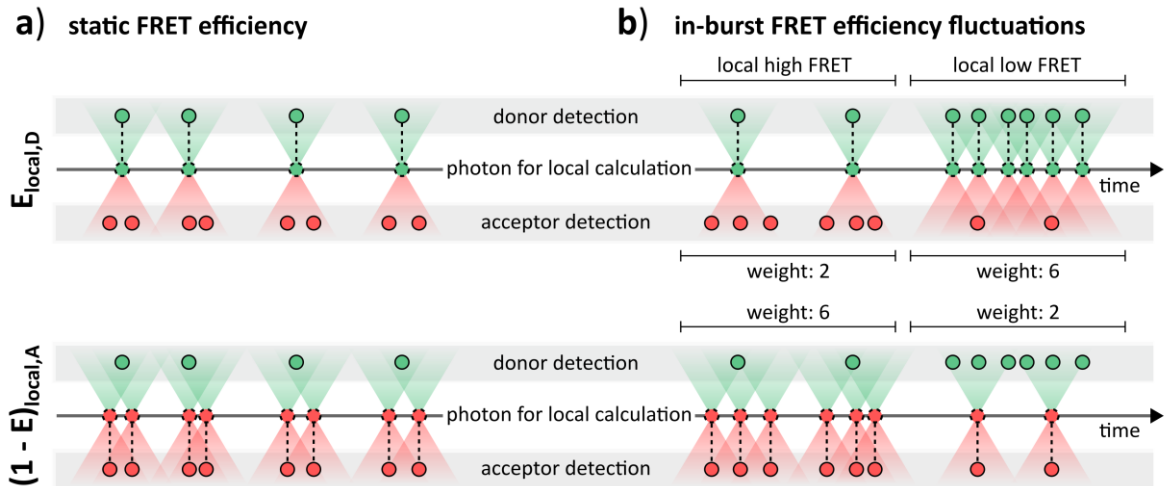 a) static FRET efficiency
b) in-burst FRET efficiency fluctuations
local high FRET
local low FRET
E local,D
donor detection
photon for local calculation
time
acceptor detection
weight: 2
weight: 6
weight: 6
weight: 2
(1 - E) local,A
donor detection
photon for local calculation
time
acceptor detection